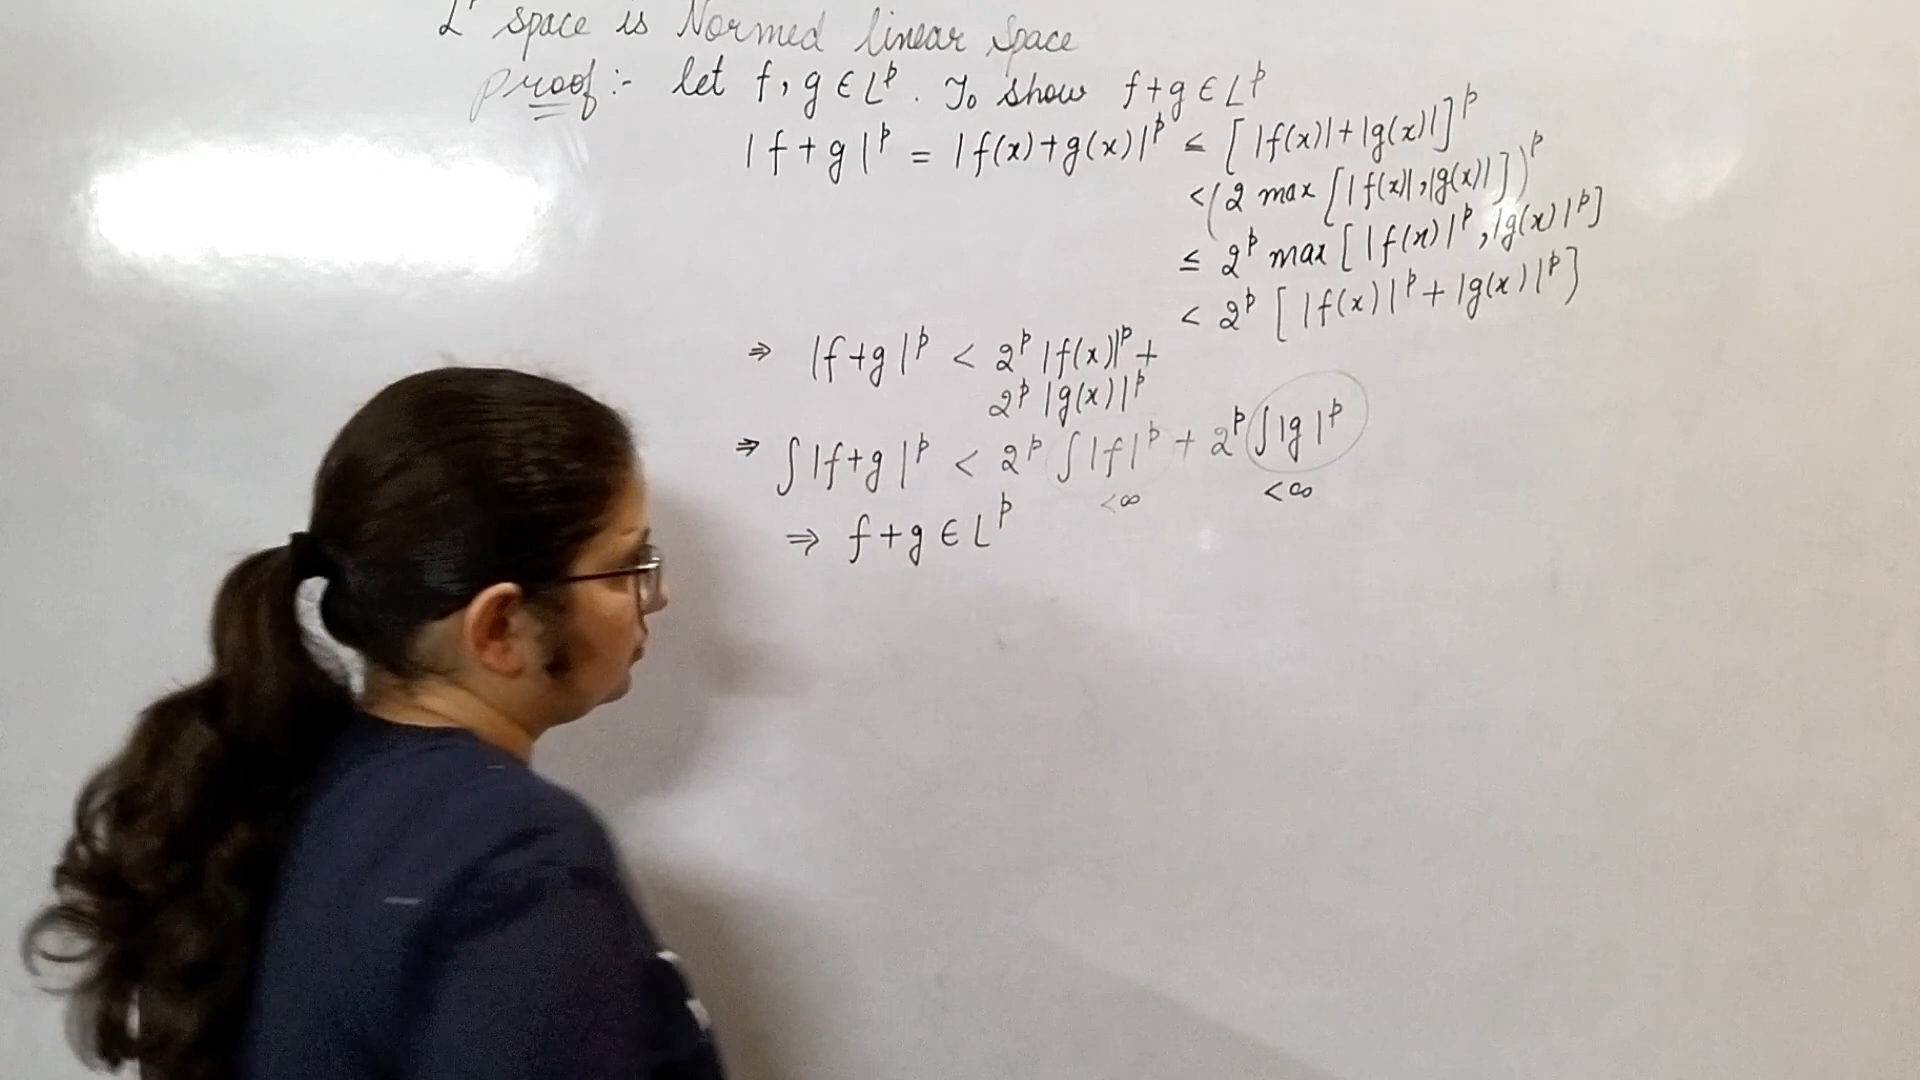 L^p space is Normed linear space
proof:- let f, g ∈ L^p. To show f+g ∈ L^p
|f+g|^p = |f(x)+g(x)|^p ≤ [|f(x)|+|g(x)|]^p
<(2 max [|f(x)|,|g(x)|])^p
≤ 2^p max [|f(x)|^p, |g(x)|^p]
< 2^p [|f(x)|^p + |g(x)|^p]
⇒ |f+g|^p < 2^p |f(x)|^p +
2^p |g(x)|^p
⇒ ∫|f+g|^p < 2^p ∫|f|^p + 2^p ∫|g|^p
<∞ <∞
⇒ f+g ∈ L^p